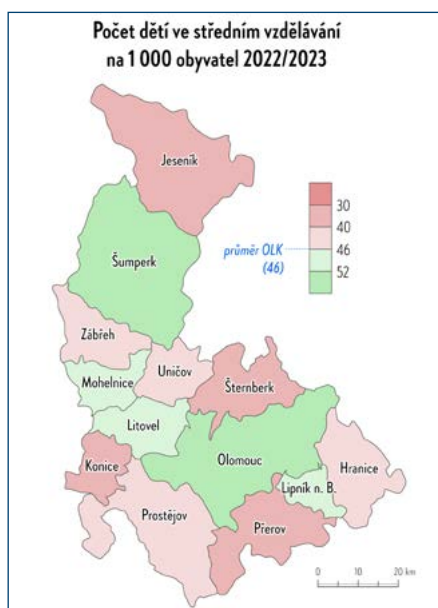 Počet dětí ve středním vzdělávání
na 1 000 obyvatel 2022/2023
Jeseník
30
40
průměr OLK
(46)
46
52
Šumperk
Zábřeh
Uničov
Mohelnice
Šternberk
Litovel
Olomouc
Konice
Lipník n. B.
Hranice
Prostějov
Přerov
0 10 20 km